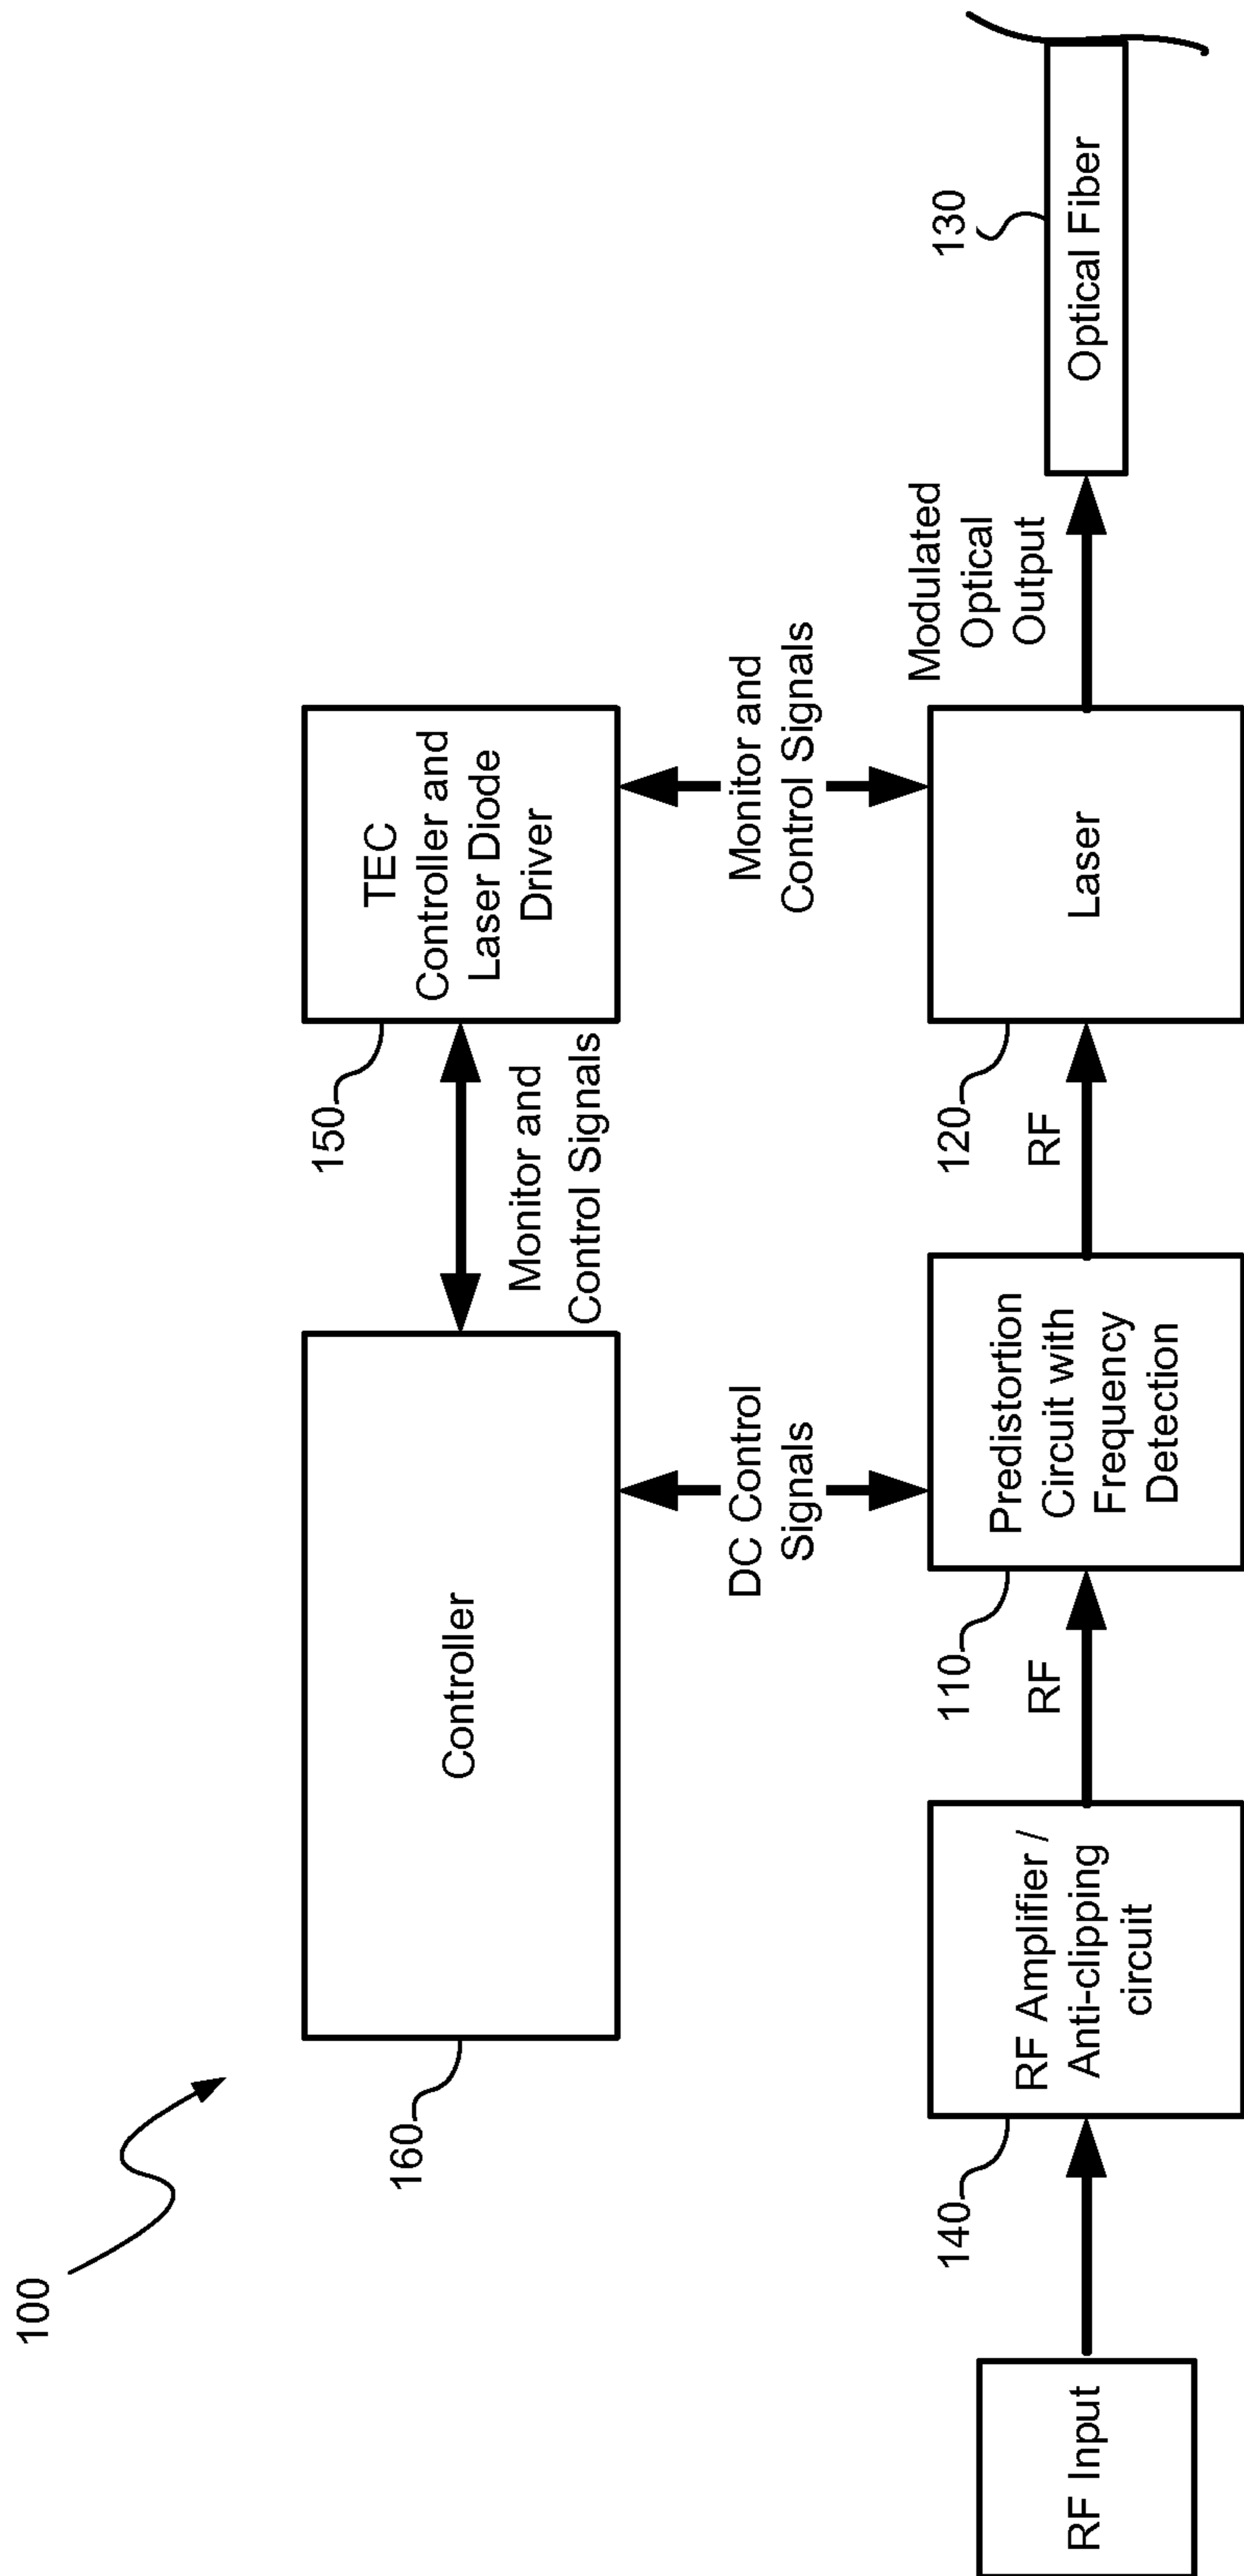 100
160
Controller
Monitor and
Control Signals
150
TEC
Controller and
Laser Diode
Driver
DC Control
Signals
Monitor and
Control Signals
RF Input
140
RF Amplifier /
Anti-clipping
circuit
RF
110
Predistortion
Circuit with
Frequency
Detection
RF
120
Laser
Modulated
Optical
Output
130
Optical Fiber